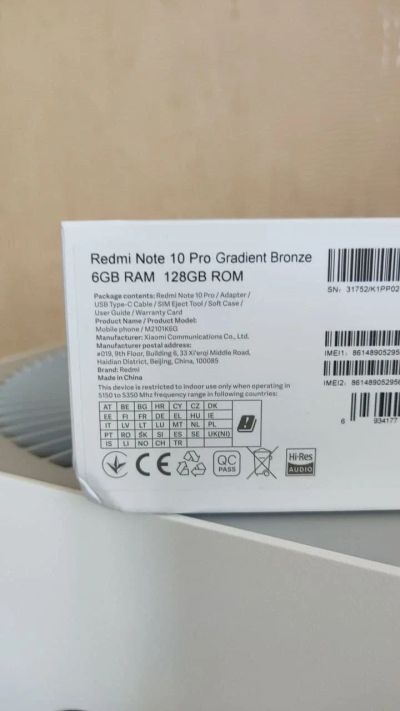 Redmi Note 10 Pro Gradient Bronze
6GB RAM 128GB ROM
SN: 31752/K1PP02
Package contents: Redmi Note 10 Pro / Adapter /
USB Type-C Cable / SIM Eject Tool / Soft Case /
User Guide / Warranty Card
Product Name / Product Model:
Mobile phone / M2101K6G
Manufacturer: Xiaomi Communications Co., Ltd.
Manufacturer postal address:
#019, 9th Floor, Building 6, 33 Xi'erqi Middle Road,
Haidian District, Beijing, China, 100085
Brand: Redmi
Made in China
IMEI1: 86148905295
This device is restricted to indoor use only when operating in
5150 to 5350 Mhz frequency range in following countries:
IMEI2: 8614890529568
AT BE BG HR CY CZ DK
EE FI FR DE EL HU IE
IT LV LT LU MT NL PL
PT RO SK SI ES SE UK(NI)
IS LI NO CH TR
6 934177
CE
QC
PASS
Hi-Res
AUDIO